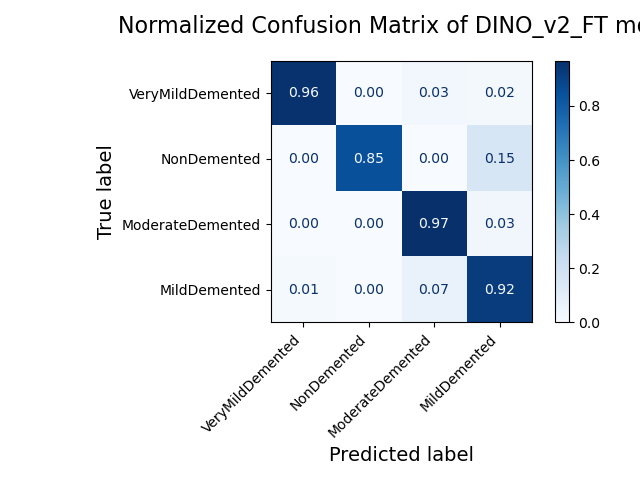 Normalized Confusion Matrix of DINO_v2_FT
True label
VeryMildDemented 0.96 0.00 0.03 0.02
NonDemented 0.00 0.85 0.00 0.15
ModerateDemented 0.00 0.00 0.97 0.03
MildDemented 0.01 0.00 0.07 0.92
VeryMildDemented
NonDemented
ModerateDemented
MildDemented
Predicted label
0.8
0.6
0.4
0.2
0.0